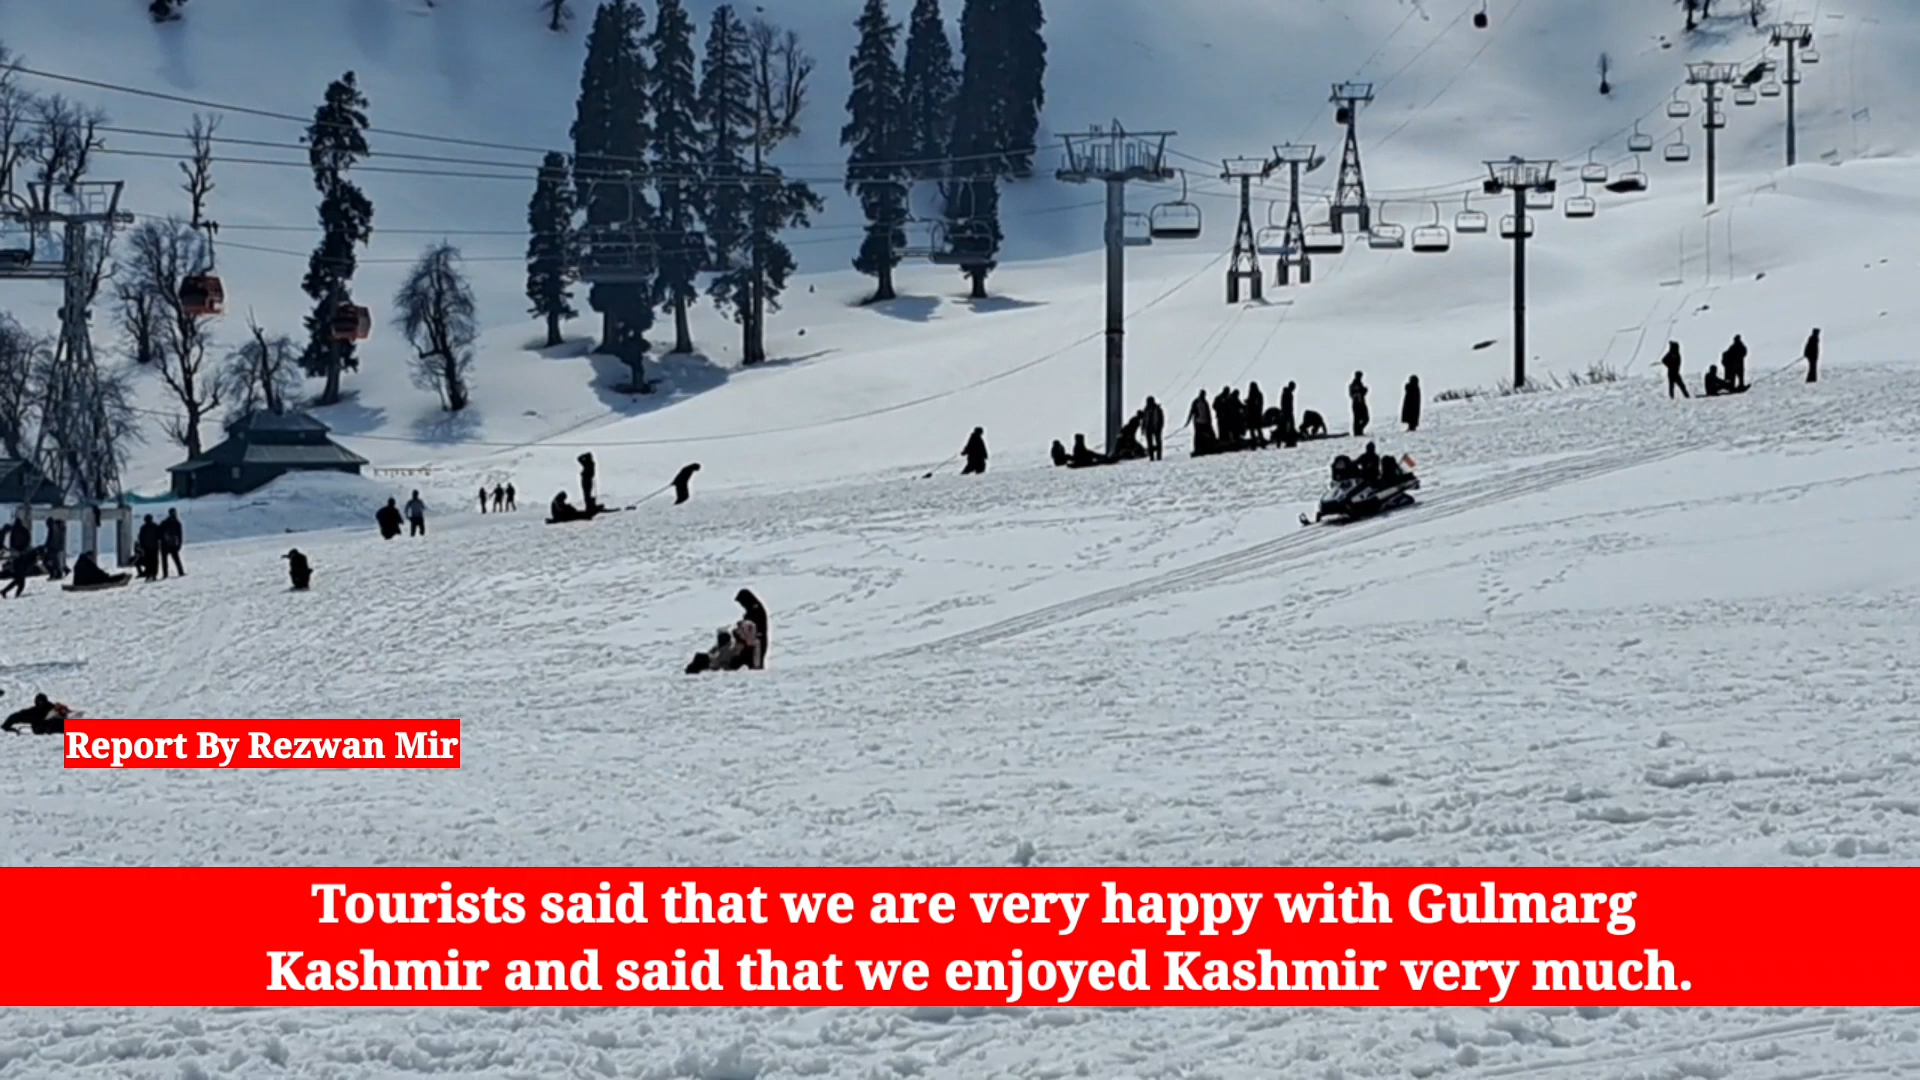 Report By Rezwan Mir
Tourists said that we are very happy with Gulmarg
Kashmir and said that we enjoyed Kashmir very much.